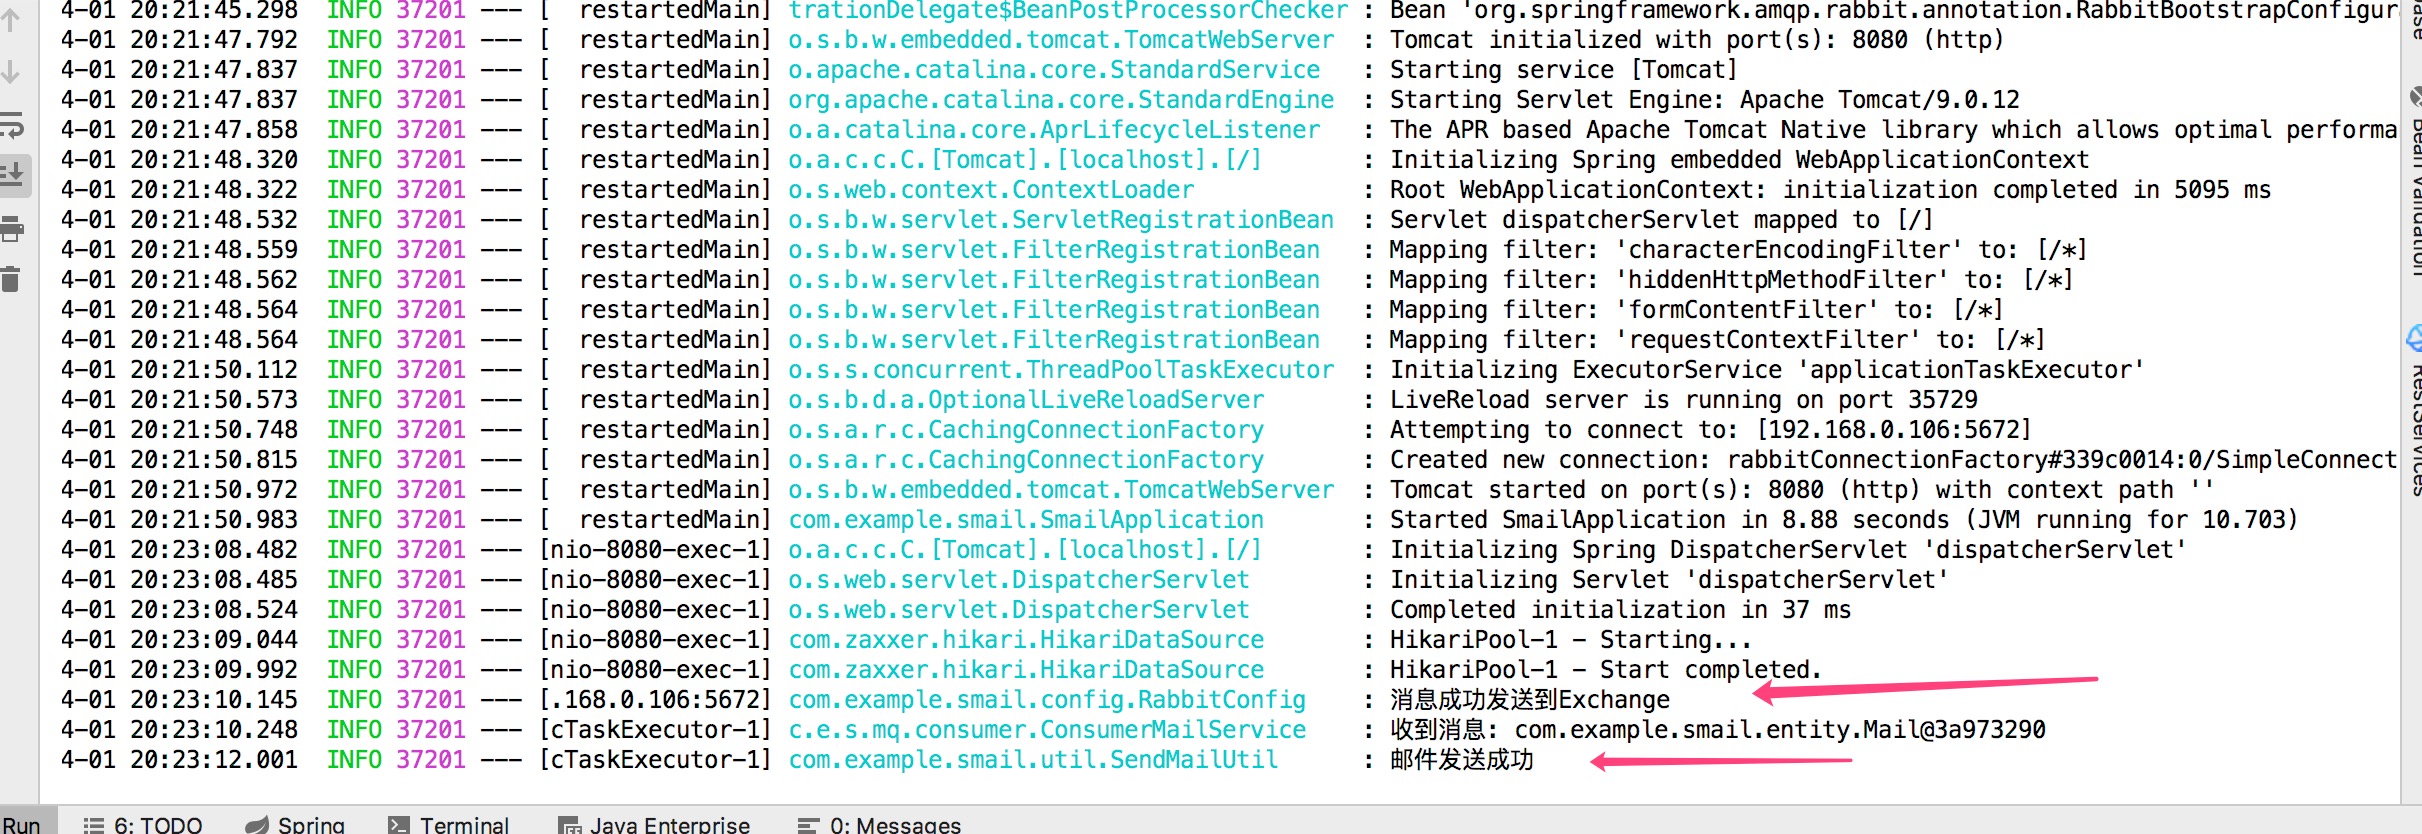 4-01 20:21:45.298  INFO 37201 --- [  restartedMain] trationDelegate$BeanPostProcessorChecker : Bean 'org.springframework.amqp.rabbit.annotation.RabbitBootstrapConfigur
4-01 20:21:47.792  INFO 37201 --- [  restartedMain] o.s.b.w.embedded.tomcat.TomcatWebServer  : Tomcat initialized with port(s): 8080 (http)
4-01 20:21:47.837  INFO 37201 --- [  restartedMain] o.apache.catalina.core.StandardService   : Starting service [Tomcat]
4-01 20:21:47.837  INFO 37201 --- [  restartedMain] org.apache.catalina.core.StandardEngine  : Starting Servlet Engine: Apache Tomcat/9.0.12
4-01 20:21:47.858  INFO 37201 --- [  restartedMain] o.a.catalina.core.AprLifecycleListener   : The APR based Apache Tomcat Native library which allows optimal performa
4-01 20:21:48.320  INFO 37201 --- [  restartedMain] o.a.c.c.C.[Tomcat].[localhost].[/]       : Initializing Spring embedded WebApplicationContext
4-01 20:21:48.322  INFO 37201 --- [  restartedMain] o.s.web.context.ContextLoader            : Root WebApplicationContext: initialization completed in 5095 ms
4-01 20:21:48.532  INFO 37201 --- [  restartedMain] o.s.b.w.servlet.ServletRegistrationBean  : Servlet dispatcherServlet mapped to [/]
4-01 20:21:48.559  INFO 37201 --- [  restartedMain] o.s.b.w.servlet.FilterRegistrationBean   : Mapping filter: 'characterEncodingFilter' to: [/*]
4-01 20:21:48.562  INFO 37201 --- [  restartedMain] o.s.b.w.servlet.FilterRegistrationBean   : Mapping filter: 'hiddenHttpMethodFilter' to: [/*]
4-01 20:21:48.564  INFO 37201 --- [  restartedMain] o.s.b.w.servlet.FilterRegistrationBean   : Mapping filter: 'formContentFilter' to: [/*]
4-01 20:21:48.564  INFO 37201 --- [  restartedMain] o.s.b.w.servlet.FilterRegistrationBean   : Mapping filter: 'requestContextFilter' to: [/*]
4-01 20:21:50.112  INFO 37201 --- [  restartedMain] o.s.s.concurrent.ThreadPoolTaskExecutor  : Initializing ExecutorService 'applicationTaskExecutor'
4-01 20:21:50.573  INFO 37201 --- [  restartedMain] o.s.b.d.a.OptionalLiveReloadServer       : LiveReload server is running on port 35729
4-01 20:21:50.748  INFO 37201 --- [  restartedMain] o.s.a.r.c.CachingConnectionFactory       : Attempting to connect to: [192.168.0.106:5672]
4-01 20:21:50.815  INFO 37201 --- [  restartedMain] o.s.a.r.c.CachingConnectionFactory       : Created new connection: rabbitConnectionFactory#339c0014:0/SimpleConnect
4-01 20:21:50.972  INFO 37201 --- [  restartedMain] o.s.b.w.embedded.tomcat.TomcatWebServer  : Tomcat started on port(s): 8080 (http) with context path ''
4-01 20:21:50.983  INFO 37201 --- [  restartedMain] com.example.smail.SmailApplication       : Started SmailApplication in 8.88 seconds (JVM running for 10.703)
4-01 20:23:08.482  INFO 37201 --- [nio-8080-exec-1] o.a.c.c.C.[Tomcat].[localhost].[/]       : Initializing Spring DispatcherServlet 'dispatcherServlet'
4-01 20:23:08.485  INFO 37201 --- [nio-8080-exec-1] o.s.web.servlet.DispatcherServlet        : Initializing Servlet 'dispatcherServlet'
4-01 20:23:08.524  INFO 37201 --- [nio-8080-exec-1] o.s.web.servlet.DispatcherServlet        : Completed initialization in 37 ms
4-01 20:23:09.044  INFO 37201 --- [nio-8080-exec-1] com.zaxxer.hikari.HikariDataSource       : HikariPool-1 - Starting...
4-01 20:23:09.992  INFO 37201 --- [nio-8080-exec-1] com.zaxxer.hikari.HikariDataSource       : HikariPool-1 - Start completed.
4-01 20:23:10.145  INFO 37201 --- [.168.0.106:5672] com.example.smail.config.RabbitConfig    : 消息成功发送到Exchange
4-01 20:23:10.248  INFO 37201 --- [cTaskExecutor-1] c.e.s.mq.consumer.ConsumerMailService    : 收到消息: com.example.smail.entity.Mail@3a973290
4-01 20:23:12.001  INFO 37201 --- [cTaskExecutor-1] com.example.smail.util.SendMailUtil      : 邮件发送成功
Bean Validation
RestServices
Run
6: TODO
Spring
Terminal
Java Enterprise
0: Messages